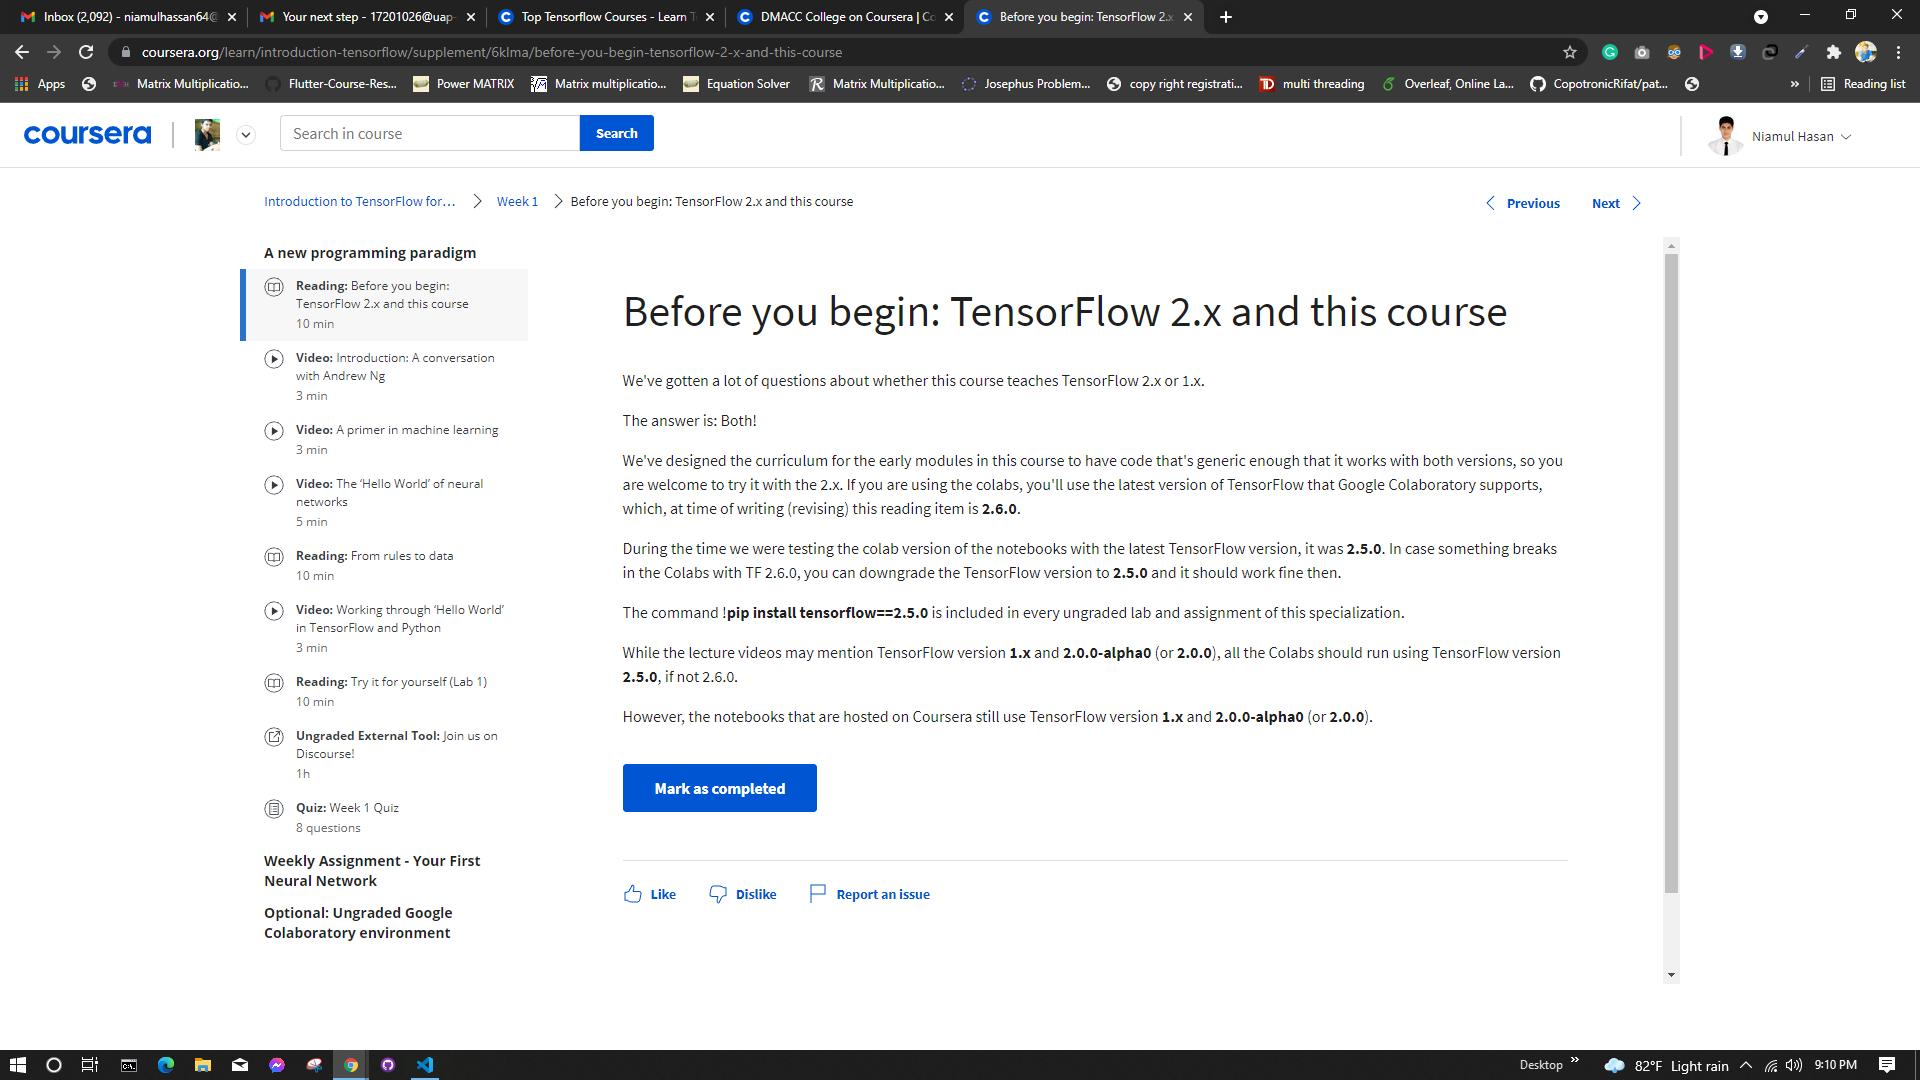 Inbox (2,092) - niamulhassan64@
Your next step - 17201026@uap-
Top Tensorflow Courses - Learn T
DMACC College on Coursera | Co
Before you begin: TensorFlow 2.x
coursera.org/learn/introduction-tensorflow/supplement/6klma/before-you-begin-tensorflow-2-x-and-this-course
Apps
Matrix Multiplicatio...
Flutter-Course-Res...
Power MATRIX
Matrix multiplicatio...
Equation Solver
Matrix Multiplicatio...
Josephus Problem...
copy right registrati...
multi threading
Overleaf, Online La...
CopotronicRifat/pat...
»
Reading list
coursera
Search in course
Search
Niamul Hasan
Introduction to TensorFlow for...
Week 1
Before you begin: TensorFlow 2.x and this course
Previous
Next
A new programming paradigm
Reading: Before you begin:
TensorFlow 2.x and this course
10 min
Video: Introduction: A conversation
with Andrew Ng
3 min
Video: A primer in machine learning
3 min
Video: The ‘Hello World’ of neural
networks
5 min
Reading: From rules to data
10 min
Video: Working through ‘Hello World’
in TensorFlow and Python
3 min
Reading: Try it for yourself (Lab 1)
10 min
Ungraded External Tool: Join us on
Discourse!
1h
Quiz: Week 1 Quiz
8 questions
Weekly Assignment - Your First
Neural Network
Optional: Ungraded Google
Colaboratory environment
Before you begin: TensorFlow 2.x and this course
We've gotten a lot of questions about whether this course teaches TensorFlow 2.x or 1.x.
The answer is: Both!
We've designed the curriculum for the early modules in this course to have code that's generic enough that it works with both versions, so you
are welcome to try it with the 2.x. If you are using the colabs, you'll use the latest version of TensorFlow that Google Colaboratory supports,
which, at time of writing (revising) this reading item is 2.6.0.
During the time we were testing the colab version of the notebooks with the latest TensorFlow version, it was 2.5.0. In case something breaks
in the Colabs with TF 2.6.0, you can downgrade the TensorFlow version to 2.5.0 and it should work fine then.
The command !pip install tensorflow==2.5.0 is included in every ungraded lab and assignment of this specialization.
While the lecture videos may mention TensorFlow version 1.x and 2.0.0-alpha0 (or 2.0.0), all the Colabs should run using TensorFlow version
2.5.0, if not 2.6.0.
However, the notebooks that are hosted on Coursera still use TensorFlow version 1.x and 2.0.0-alpha0 (or 2.0.0).
Mark as completed
Like
Dislike
Report an issue
Desktop
»
82°F Light rain
9:10 PM